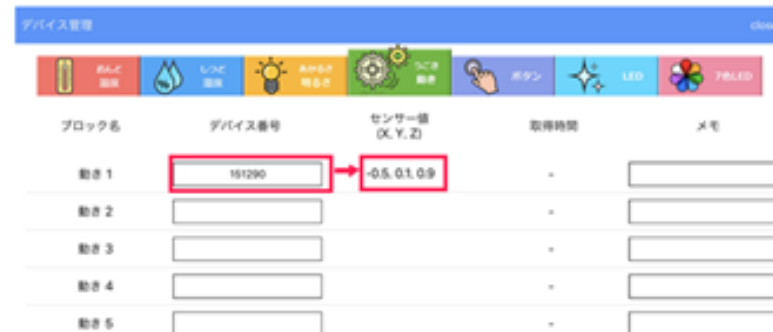 デバイス管理
close
おんど
温度
しつど
湿度
あかるさ
明るさ
うごき
動き
ボタン
LED
7色LED
ブロック名
デバイス番号
センサー値
(X, Y, Z)
取得時間
メモ
動き 1
151290
-0.5, 0.1, 0.9
-
動き 2
-
動き 3
-
動き 4
-
動き 5
-